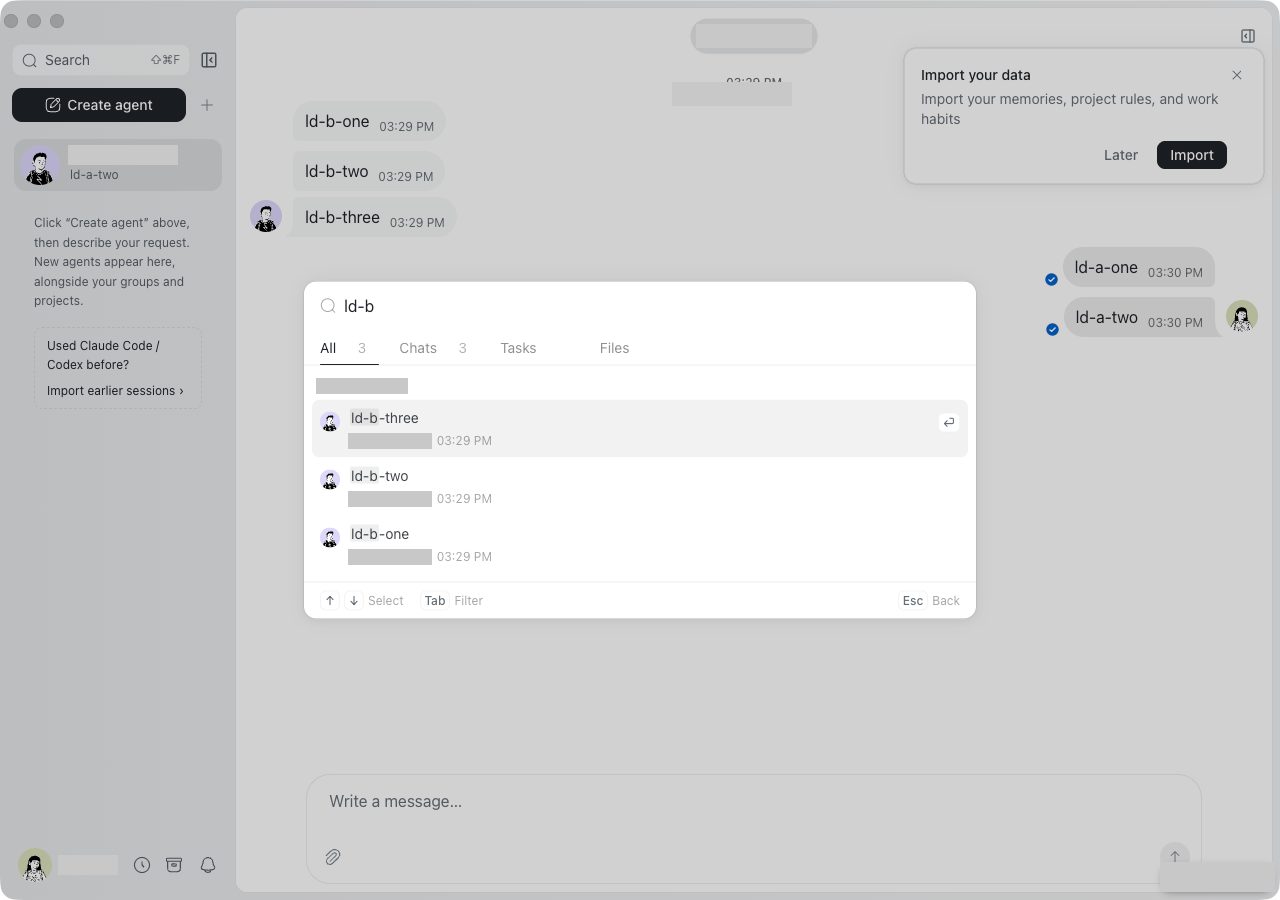 Search ⇧⌘F
Create agent
ld-a-two
Click “Create agent” above,
then describe your request.
New agents appear here,
alongside your groups and
projects.
Used Claude Code /
Codex before?
Import earlier sessions ›
03:29 PM
ld-b-one 03:29 PM
ld-b-two 03:29 PM
ld-b-three 03:29 PM
Import your data
Import your memories, project rules, and work
habits
Later Import
ld-a-one 03:30 PM
ld-a-two 03:30 PM
ld-b
All 3 Chats 3 Tasks Files
ld-b-three
03:29 PM
ld-b-two
03:29 PM
ld-b-one
03:29 PM
↑ ↓ Select Tab Filter Esc Back
Write a message...